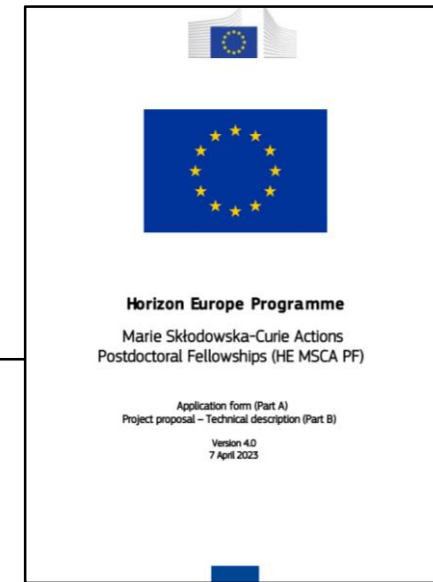 Horizon Europe Programme
Marie Skłodowska-Curie Actions
Postdoctoral Fellowships (HE MSCA PF)
Application form (Part A)
Project proposal – Technical description (Part B)
Version 4.0
7 April 2023